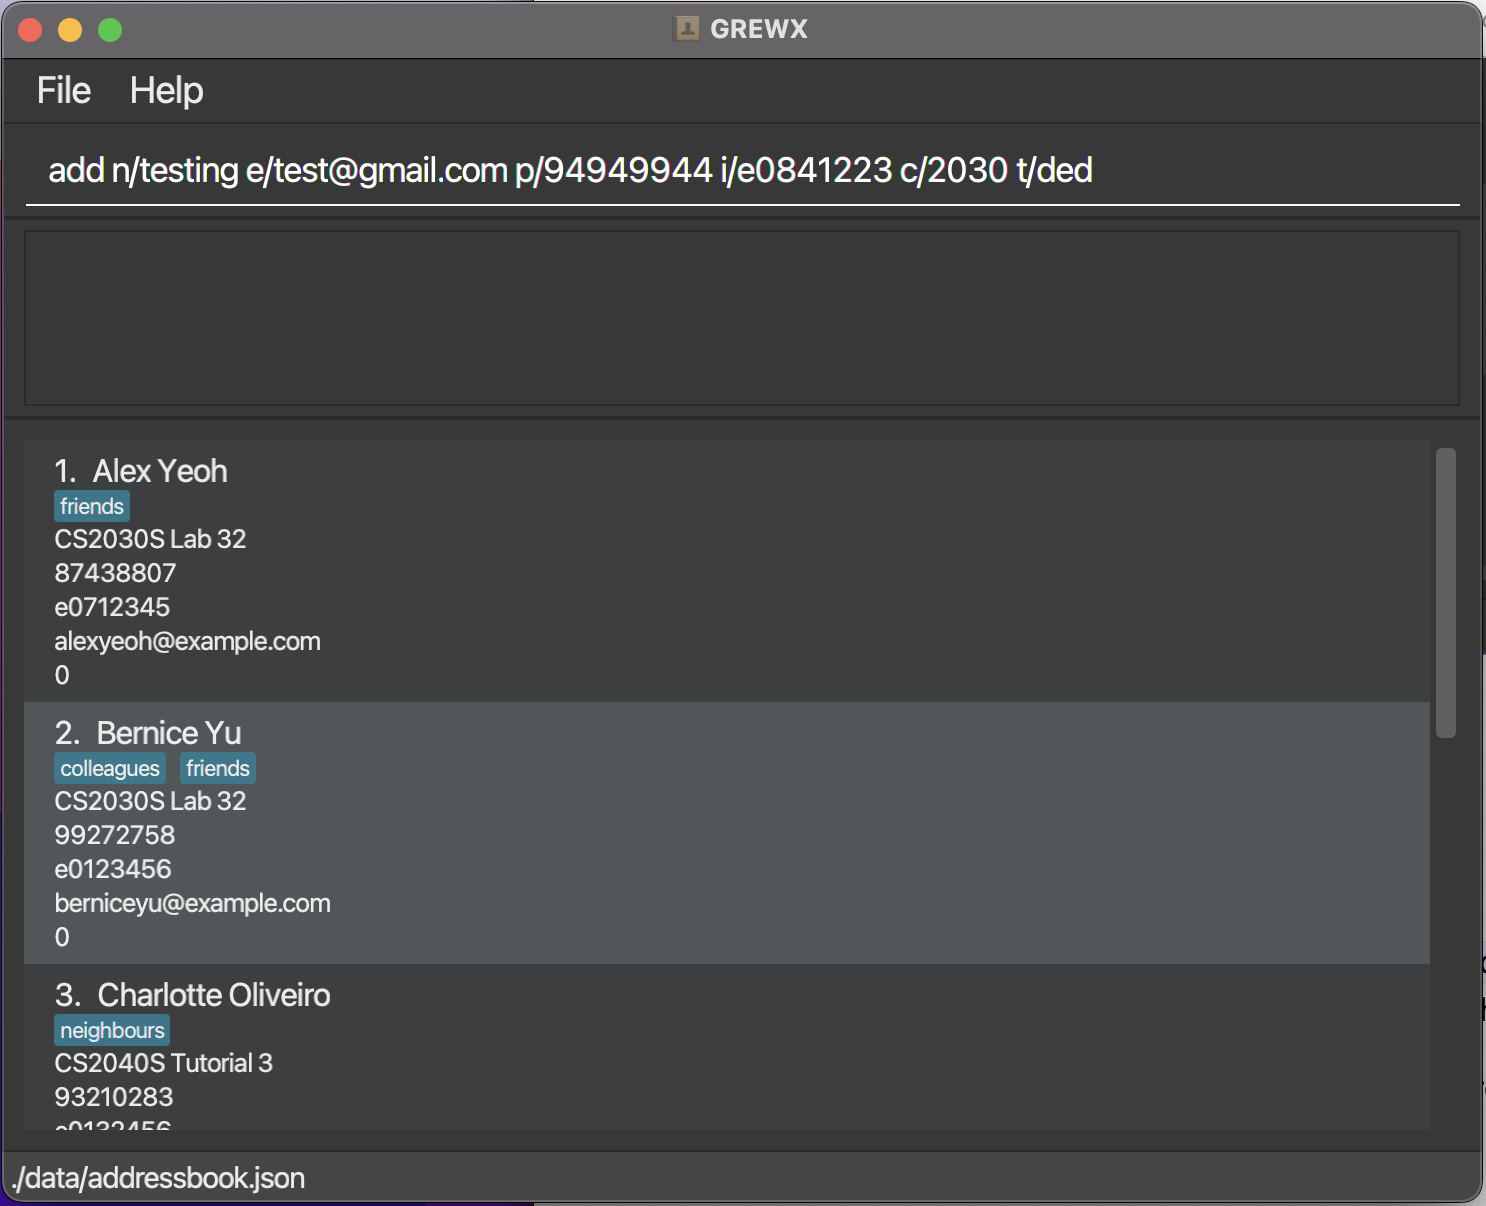 GREWX
File Help
add n/testing e/test@gmail.com p/94949944 i/e0841223 c/2030 t/ded
1. Alex Yeoh
friends
CS2030S Lab 32
87438807
e0712345
alexyeoh@example.com
0
2. Bernice Yu
colleagues friends
CS2030S Lab 32
99272758
e0123456
berniceyu@example.com
0
3. Charlotte Oliveiro
neighbours
CS2040S Tutorial 3
93210283
./data/addressbook.json